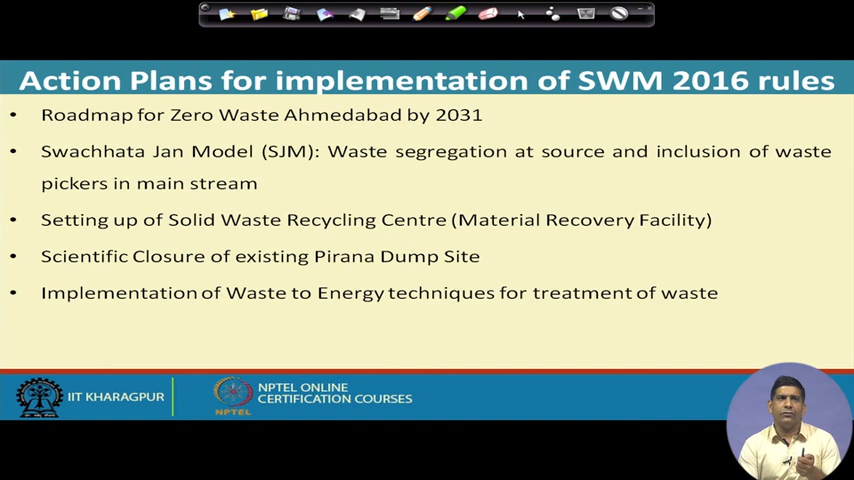 Action Plans for implementation of SWM 2016 rules
• Roadmap for Zero Waste Ahmedabad by 2031
• Swachhata Jan Model (SJM): Waste segregation at source and inclusion of waste
pickers in main stream
• Setting up of Solid Waste Recycling Centre (Material Recovery Facility)
• Scientific Closure of existing Pirana Dump Site
• Implementation of Waste to Energy techniques for treatment of waste
IIT KHARAGPUR
NPTEL
NPTEL ONLINE
CERTIFICATION COURSES